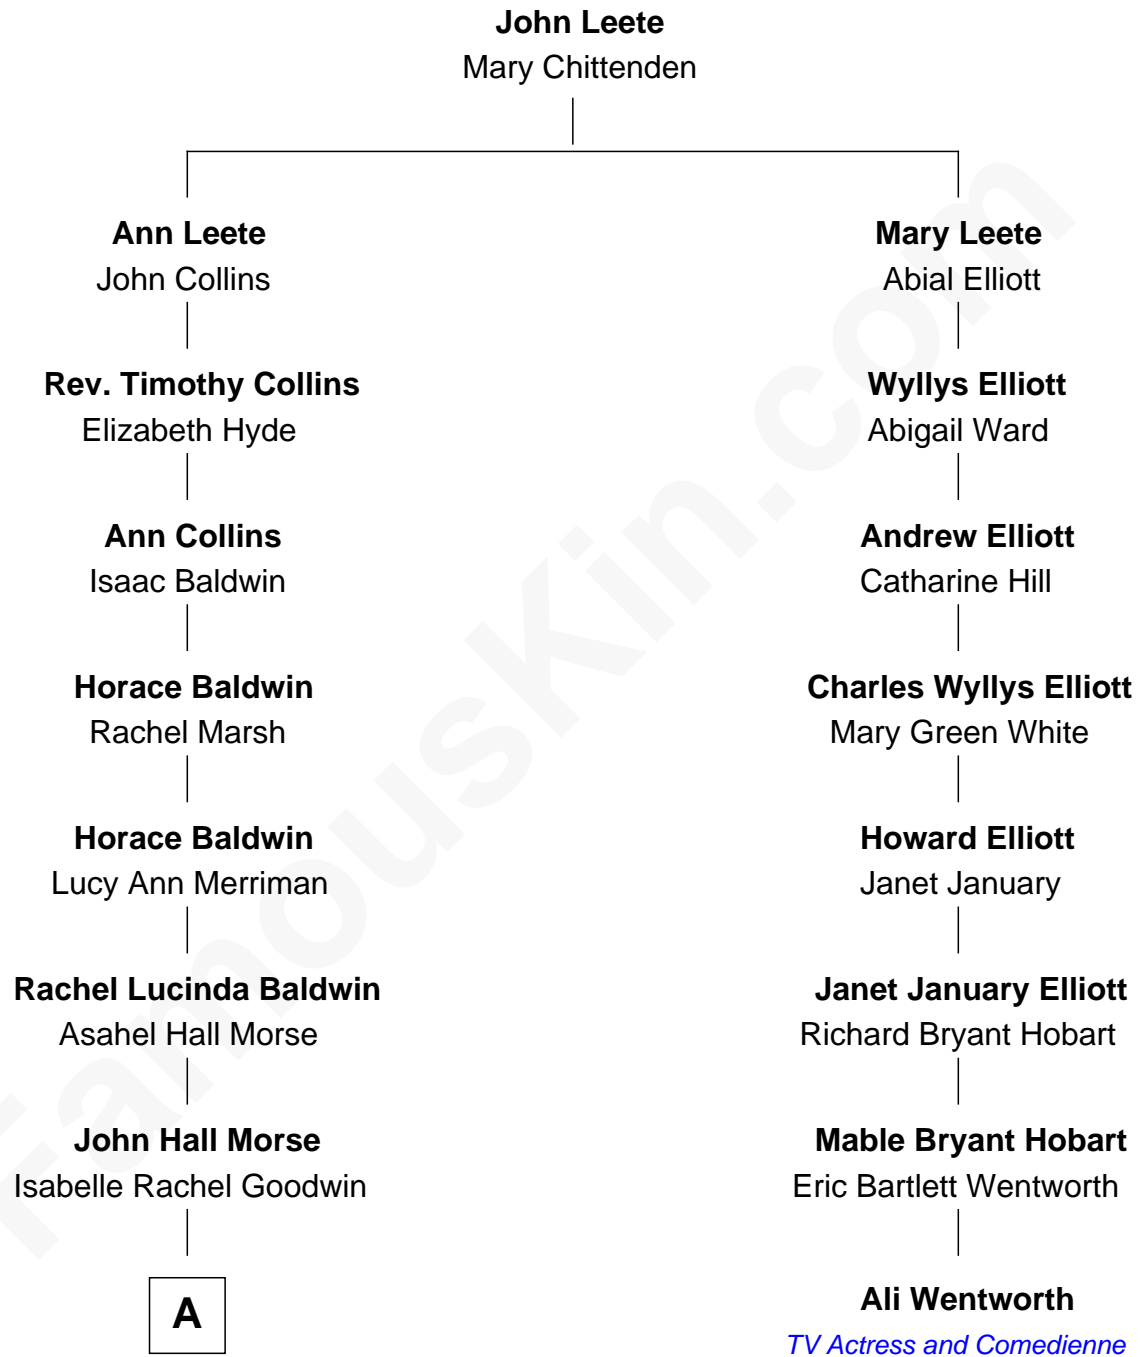 John Leete
Mary Chittenden
Ann Leete
John Collins
Mary Leete
Abial Elliott
Rev. Timothy Collins
Elizabeth Hyde
Wyllys Elliott
Abigail Ward
Ann Collins
Isaac Baldwin
Andrew Elliott
Catharine Hill
Horace Baldwin
Rachel Marsh
Charles Wyllys Elliott
Mary Green White
Horace Baldwin
Lucy Ann Merriman
Howard Elliott
Janet January
Rachel Lucinda Baldwin
Asahel Hall Morse
Janet January Elliott
Richard Bryant Hobart
John Hall Morse
Isabelle Rachel Goodwin
Mable Bryant Hobart
Eric Bartlett Wentworth
A
Ali Wentworth
TV Actress and Comedienne
FamousKin.com